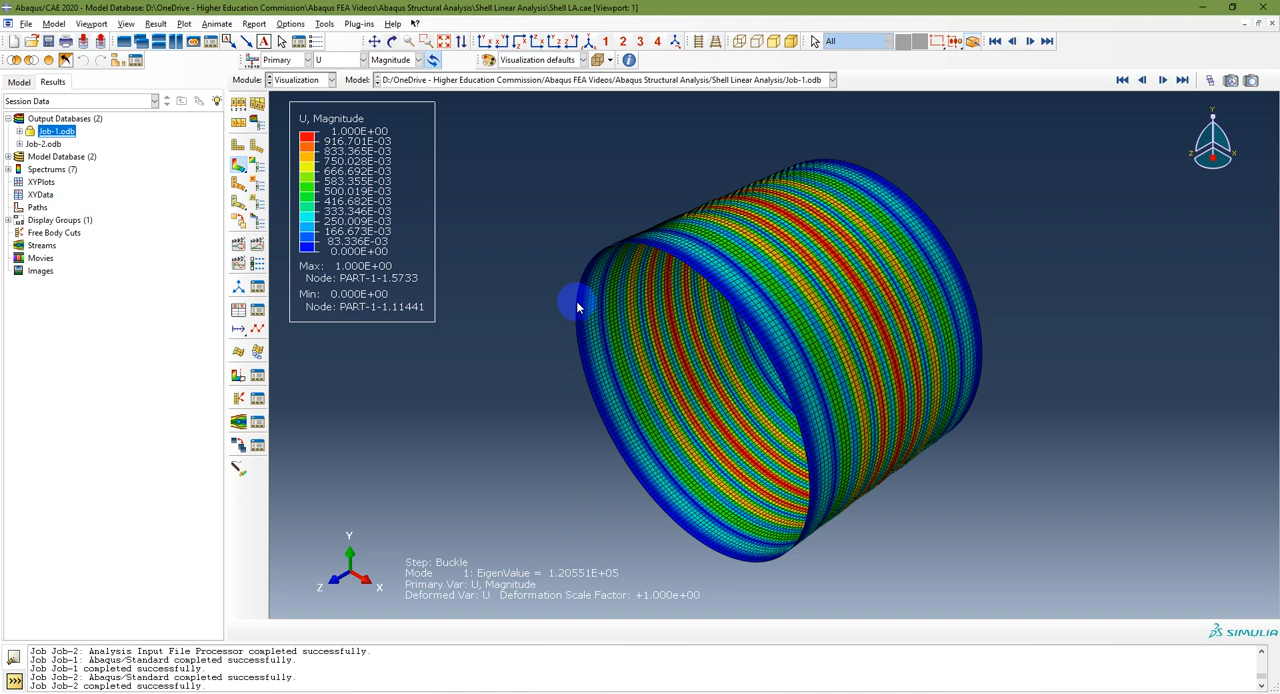 Abaqus/CAE 2020 - Model Database: D:\OneDrive - Higher Education Commission\Abaqus FEA Videos\Abaqus Structural Analysis\Shell Linear Analysis\Shell LA.cae [Viewport: 1]
File Model Viewport View Result Plot Animate Report Options Tools Plug-ins Help
All
Primary U Magnitude Visualization defaults
Model Results Module: Visualization Model: D:/OneDrive - Higher Education Commission/Abaqus FEA Videos/Abaqus Structural Analysis/Shell Linear Analysis/Job-1.odb
Session Data
Output Databases (2)
Job-1.odb
Job-2.odb
Model Database (2)
Spectrums (7)
XYPlots
XYData
Paths
Display Groups (1)
Free Body Cuts
Streams
Movies
Images
U, Magnitude
1.000E+00
916.701E-03
833.365E-03
750.028E-03
666.692E-03
583.355E-03
500.019E-03
416.682E-03
333.346E-03
250.009E-03
166.673E-03
83.336E-03
0.000E+00
Max: 1.000E+00
Node: PART-1-1.5733
Min: 0.000E+00
Node: PART-1-1.11441
Y
Z X
Y
Z X
Step: Buckle
Mode 1: EigenValue = 1.20551E+05
Primary Var: U, Magnitude
Deformed Var: U Deformation Scale Factor: +1.000e+00
SIMULIA
Job Job-2: Analysis Input File Processor completed successfully.
Job Job-1: Abaqus/Standard completed successfully.
Job Job-1 completed successfully.
Job Job-2: Abaqus/Standard completed successfully.
Job Job-2 completed successfully.